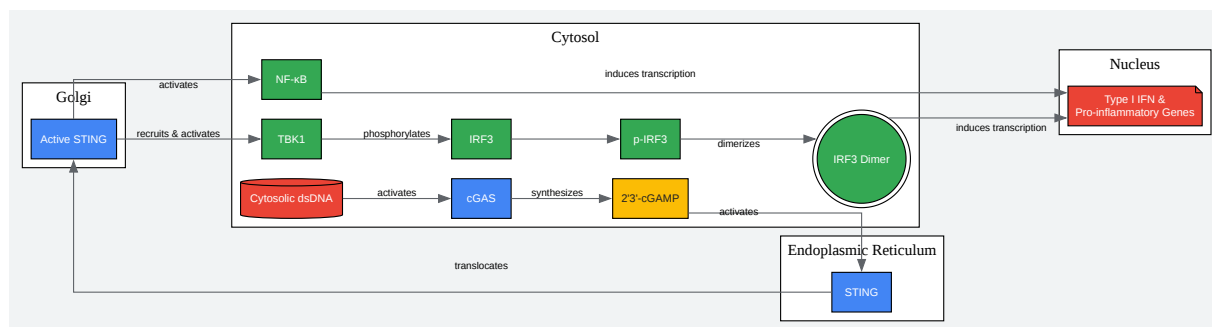 Cytosol
NF-κB
induces transcription
Nucleus
Type I IFN &
Pro-inflammatory Genes
activates
Golgi
Active STING
recruits & activates
TBK1
phosphorylates
IRF3
p-IRF3
dimerizes
IRF3 Dimer
induces transcription
Cytosolic dsDNA
activates
cGAS
synthesizes
2'3'-cGAMP
activates
Endoplasmic Reticulum
translocates
STING